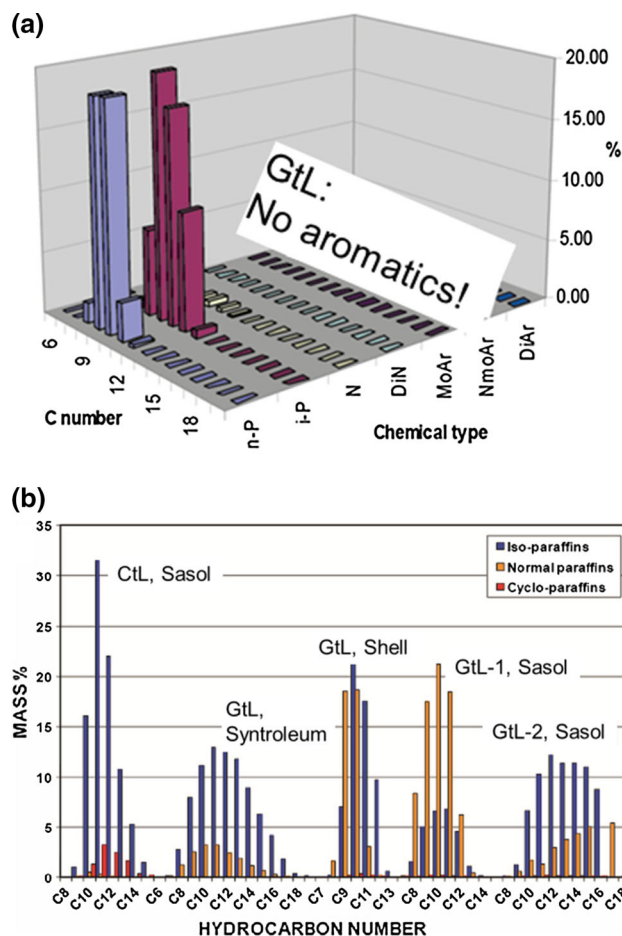 (a)
20.00
15.00
%
10.00
5.00
0.00
GtL:
No aromatics!
6
9
12
15
18
C number
n-P
i-P
N
DiN
MoAr
NmoAr
DiAr
Chemical type
(b)
35
30
25
20
15
10
5
0
MASS%
Iso-paraffins
Normal paraffins
Cyclo-paraffins
CtL, Sasol
GtL,
Syntroleum
GtL, Shell
GtL-1, Sasol
GtL-2, Sasol
C8 C10 C12 C14 C6 C8 C10 C12 C14 C16 C18 C7 C9 C11 C13 C8 C10 C12 C14 C8 C10 C12 C14 C16 C18
HYDROCARBON NUMBER